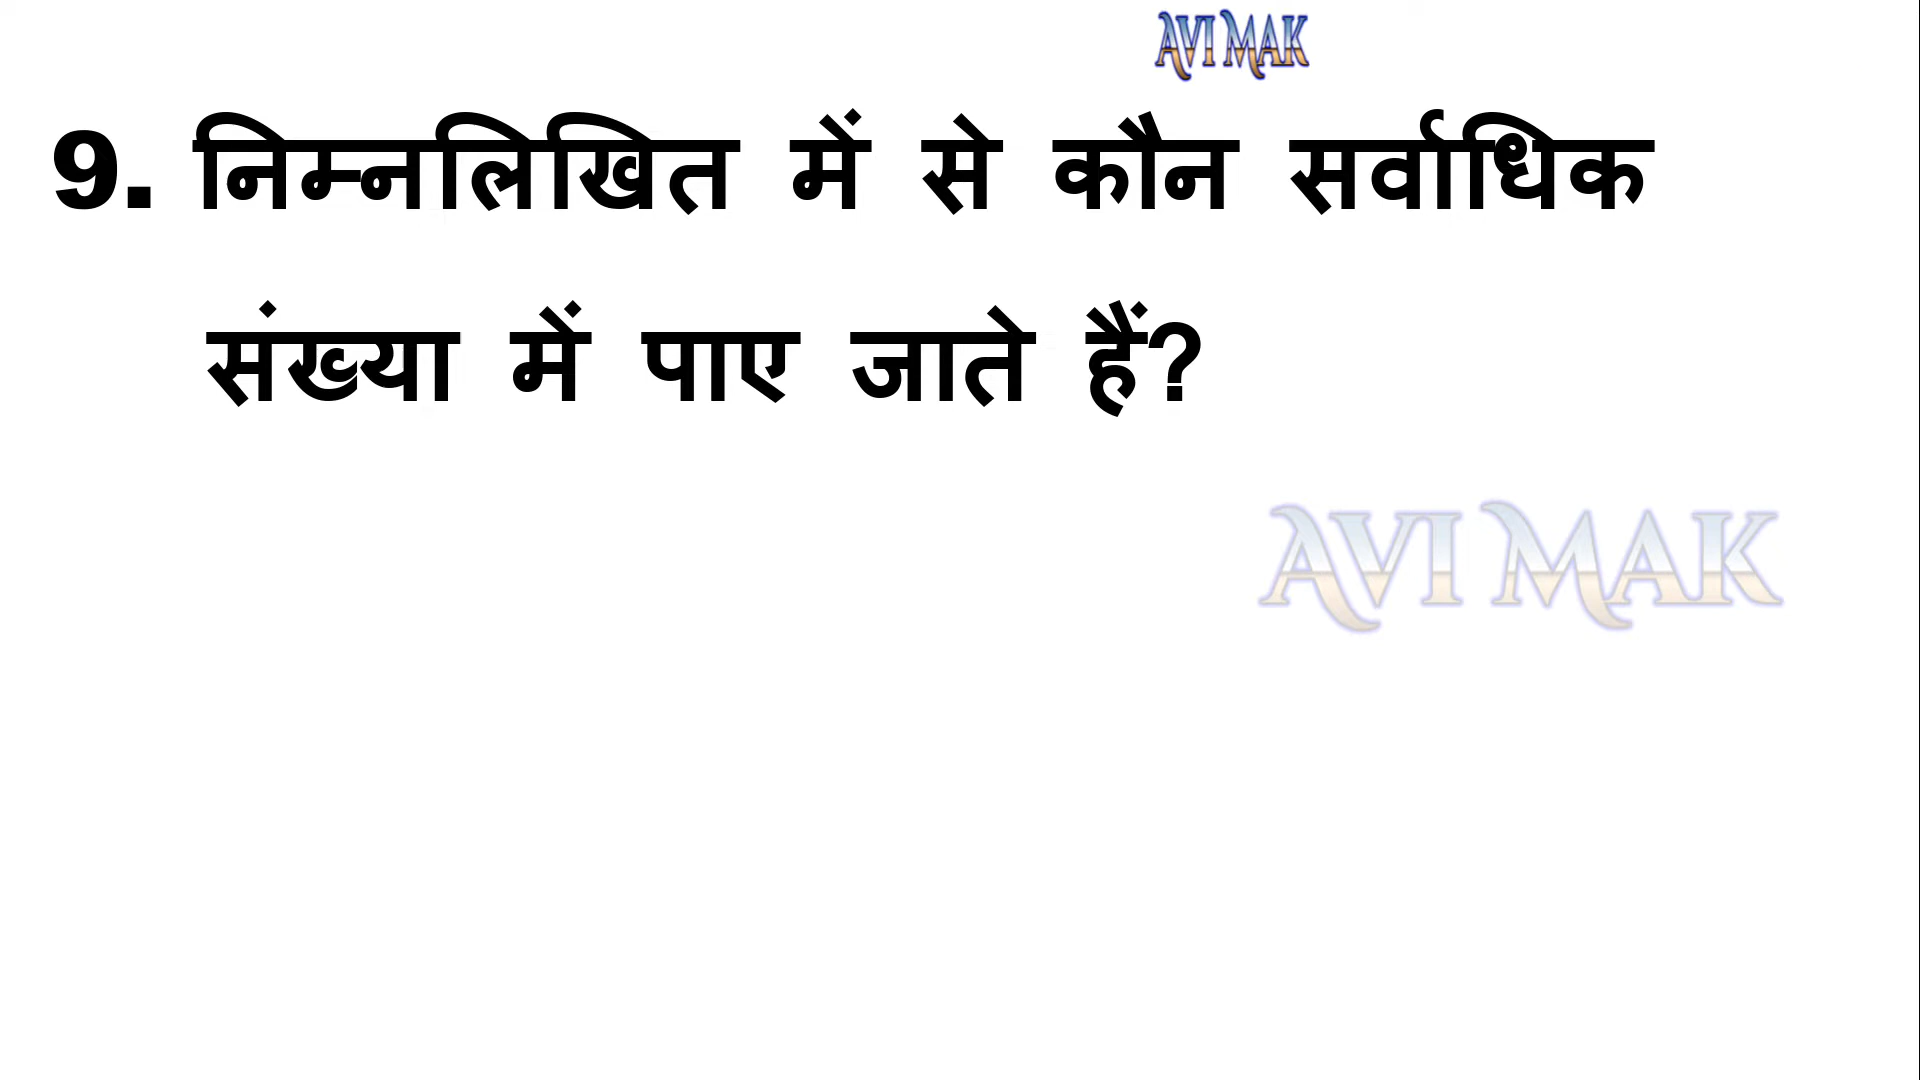 AVI MAK
9. निम्नलिखित में से कौन सर्वाधिक
संख्या में पाए जाते हैं?
AVI MAK